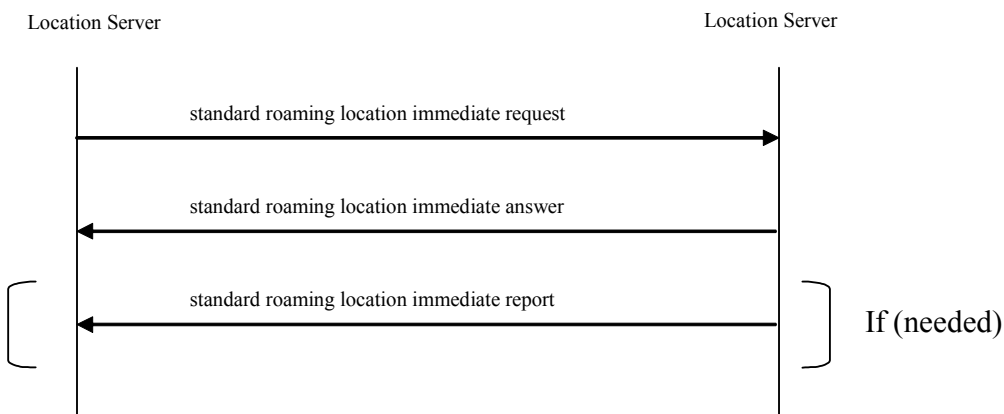 Location Server
Location Server
standard roaming location immediate request
standard roaming location immediate answer
standard roaming location immediate report
If (needed)